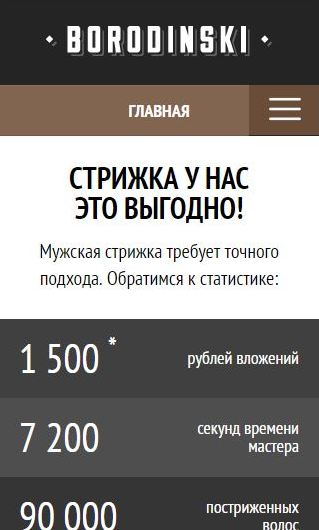 BORODINSKI
ГЛАВНАЯ
СТРИЖКА У НАС
ЭТО ВЫГОДНО!
Мужская стрижка требует точного
подхода. Обратимся к статистике:
1 500 *
рублей вложений
7 200
секунд времени
мастера
90 000
постриженных
волос